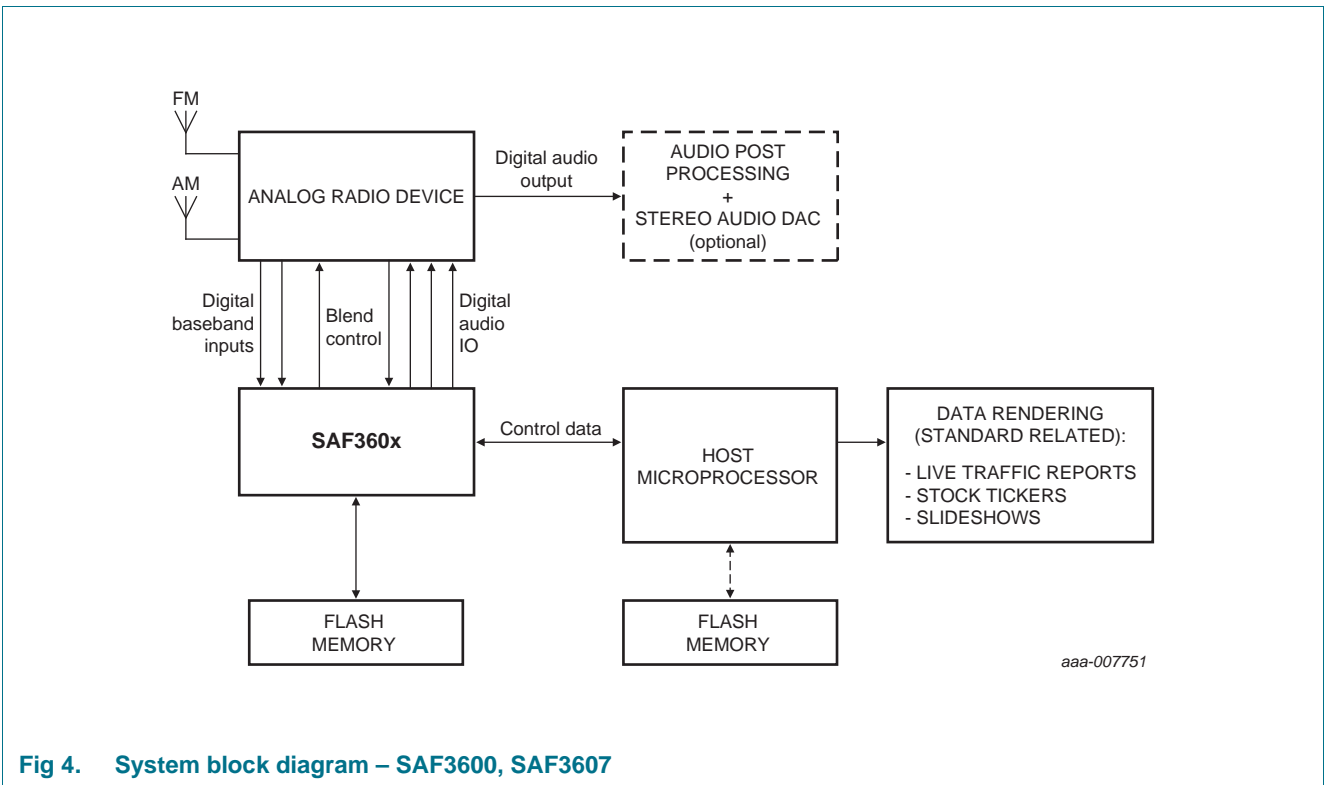 FM
AM
ANALOG RADIO DEVICE
Digital audio
output
AUDIO POST
PROCESSING
+
STEREO AUDIO DAC
(optional)
Digital
baseband
inputs
Blend
control
Digital
audio
IO
SAF360x
Control data
HOST
MICROPROCESSOR
DATA RENDERING
(STANDARD RELATED):
- LIVE TRAFFIC REPORTS
- STOCK TICKERS
- SLIDESHOWS
FLASH
MEMORY
FLASH
MEMORY
aaa-007751
Fig 4. System block diagram – SAF3600, SAF3607